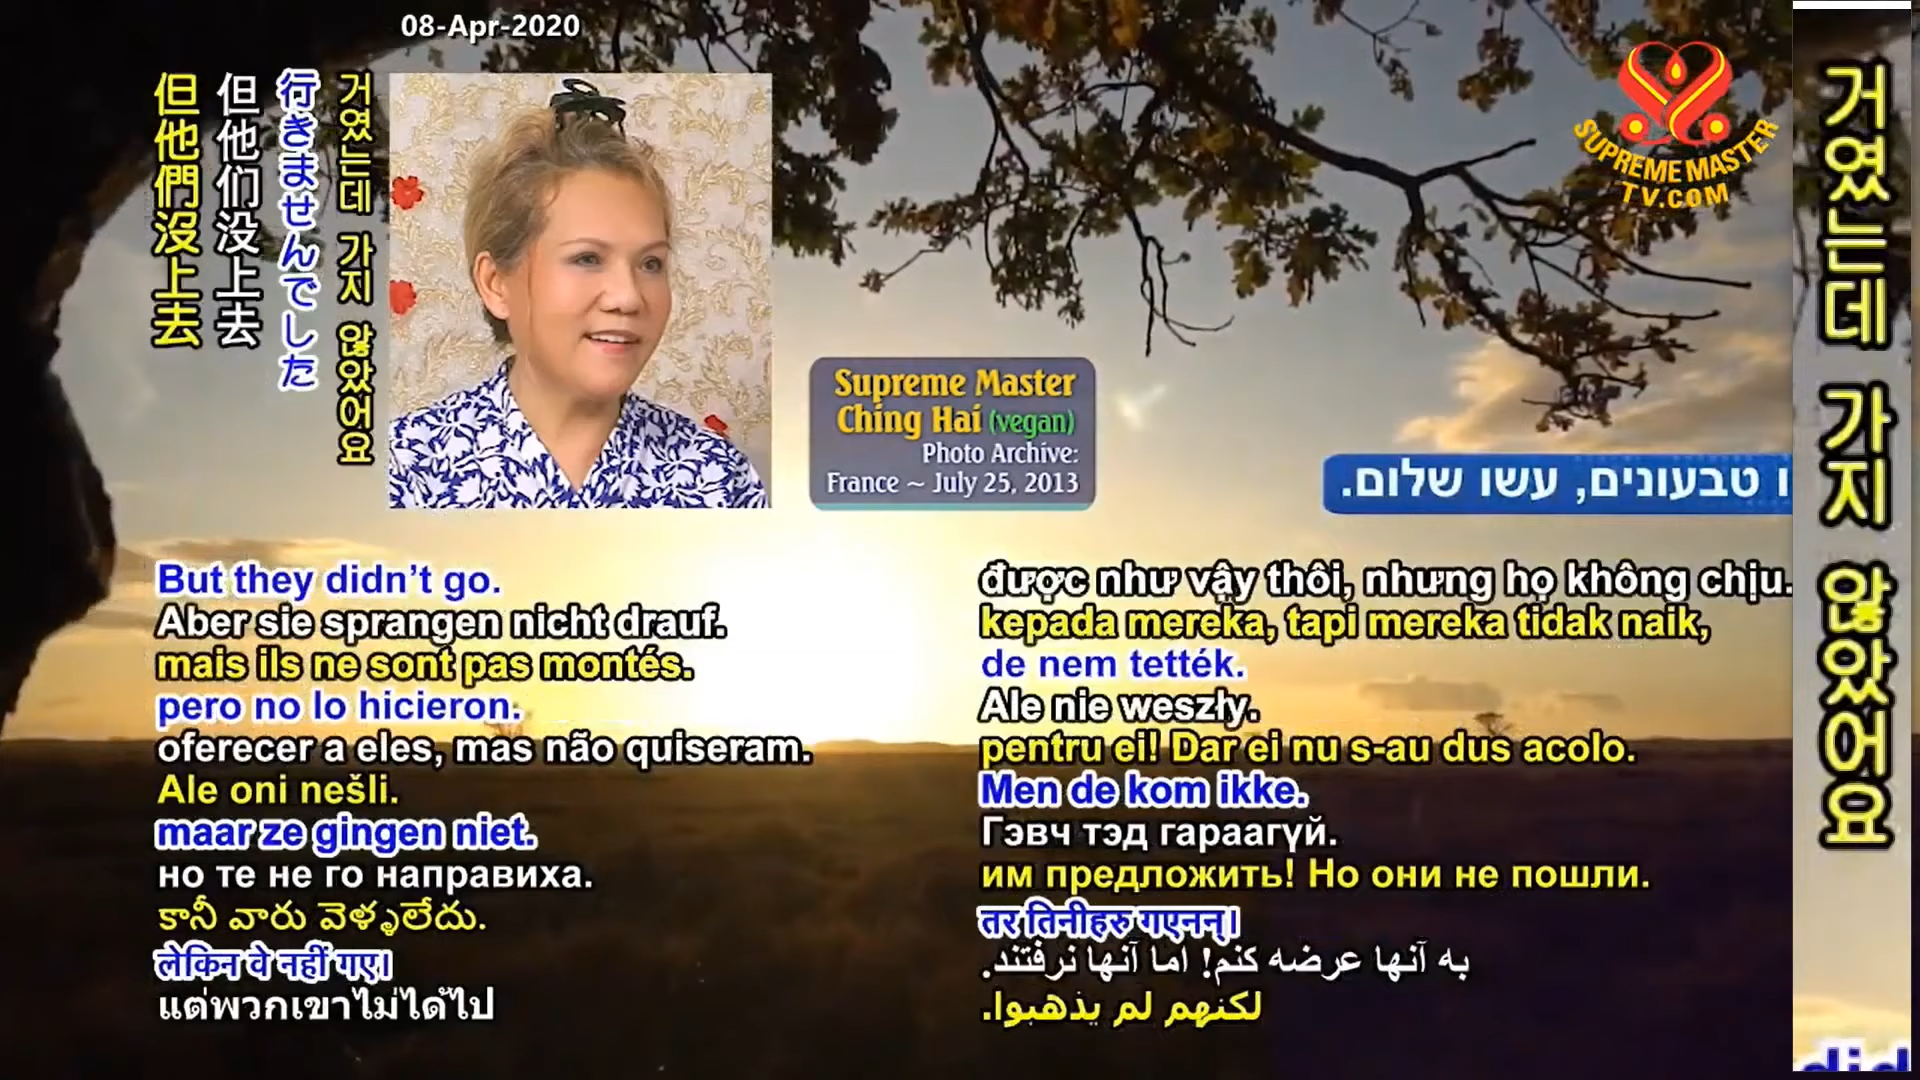 08-Apr-2020
거였는데 가지 않았어요
行きませんでした
但他们没上去
但他們沒上去
SUPREME MASTER
TV.COM
Supreme Master
Ching Hai (vegan)
Photo Archive:
France ~ July 25, 2013
ו טבעונים, עשו שלום.
But they didn't go.
Aber sie sprangen nicht drauf.
mais ils ne sont pas montés.
pero no lo hicieron.
oferecer a eles, mas não quiseram.
Ale oni nešli.
maar ze gingen niet.
но те не го направиха.
కానీ వారు వెళ్ళలేదు.
लेकिन वे नहीं गए।
แต่พวกเขาไม่ได้ไป
được như vậy thôi, nhưng họ không chịu.
kepada mereka, tapi mereka tidak naik,
de nem tették.
Ale nie weszły.
pentru ei! Dar ei nu s-au dus acolo.
Men de kom ikke.
Гэвч тэд гараагүй.
им предложить! Но они не пошли.
तर तिनीहरु गएनन्।
به آنها عرضه کنم! اما آنها نرفتند.
لكنهم لم يذهبوا.
거였는데 가지 않았어요
did